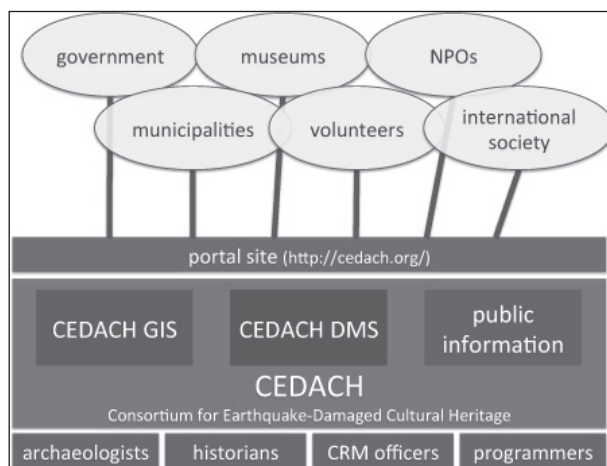 government
museums
NPOs
municipalities
volunteers
international
society
portal site (http://cedach.org/)
CEDACH GIS
CEDACH DMS
public
information
CEDACH
Consortium for Earthquake-Damaged Cultural Heritage
archaeologists
historians
CRM officers
programmers